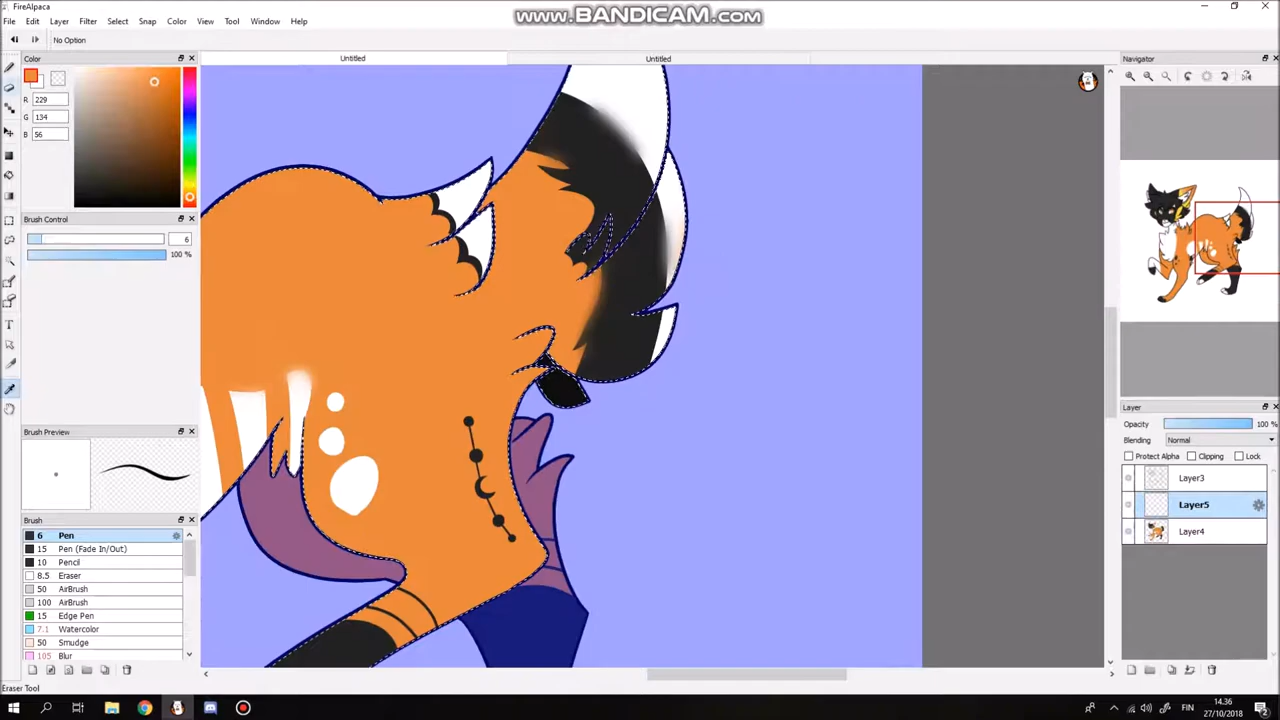 FireAlpaca
www.BANDICAM.com
File Edit Layer Filter Select Snap Color View Tool Window Help
No Option
Color
Untitled
Untitled
Navigator
R 229
G 134
B 56
Brush Control
6
100 %
Brush Preview
Layer
Opacity 100 %
Blending Normal
Protect Alpha Clipping Lock
Layer3
Layer5
Layer4
Brush
6 Pen
15 Pen (Fade In/Out)
10 Pencil
8.5 Eraser
50 AirBrush
100 AirBrush
15 Edge Pen
7.1 Watercolor
50 Smudge
105 Blur
Eraser Tool
FIN
14.36
27/10/2018
2